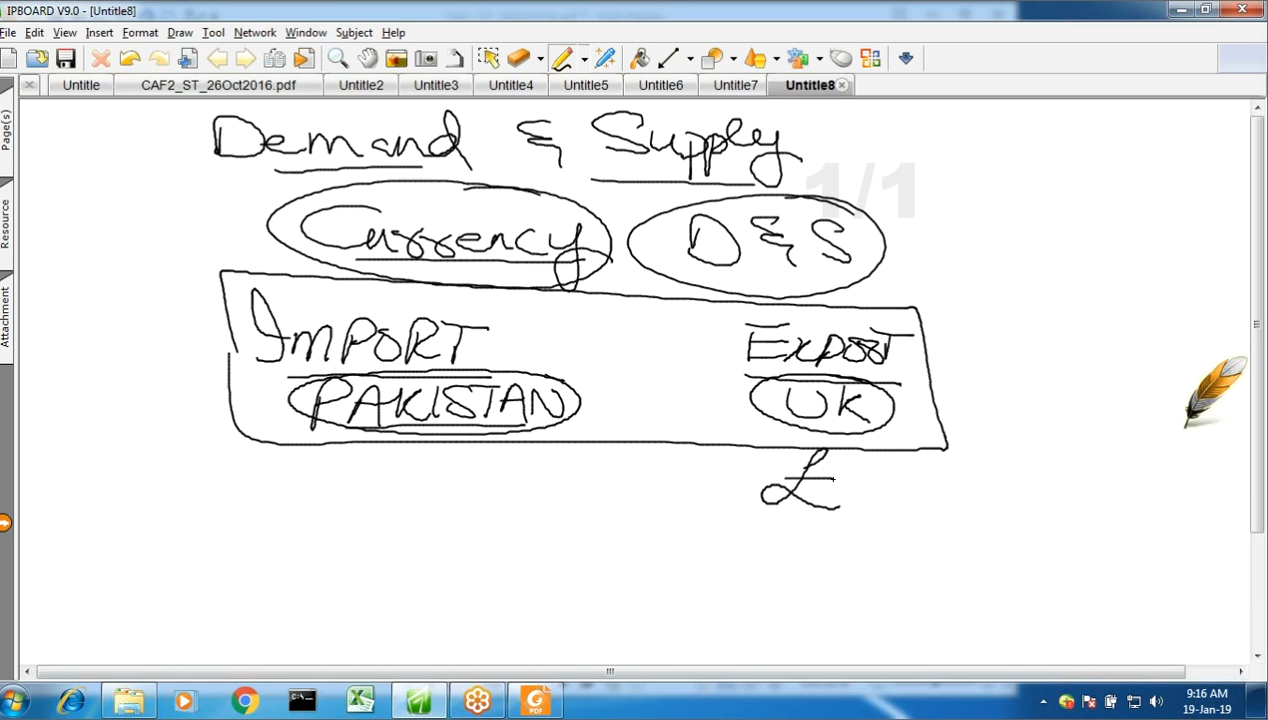 IPBOARD V9.0 - [Untitle8]
File Edit View Insert Format Draw Tool Network Window Subject Help
Untitle CAF2_ST_26Oct2016.pdf Untitle2 Untitle3 Untitle4 Untitle5 Untitle6 Untitle7 Untitle8
Page(s)
Resource
Attachment
Demand & Supply
1/1
Currency D & S
IMPORT Export
PAKISTAN UK
£
PDF
9:16 AM
19-Jan-19